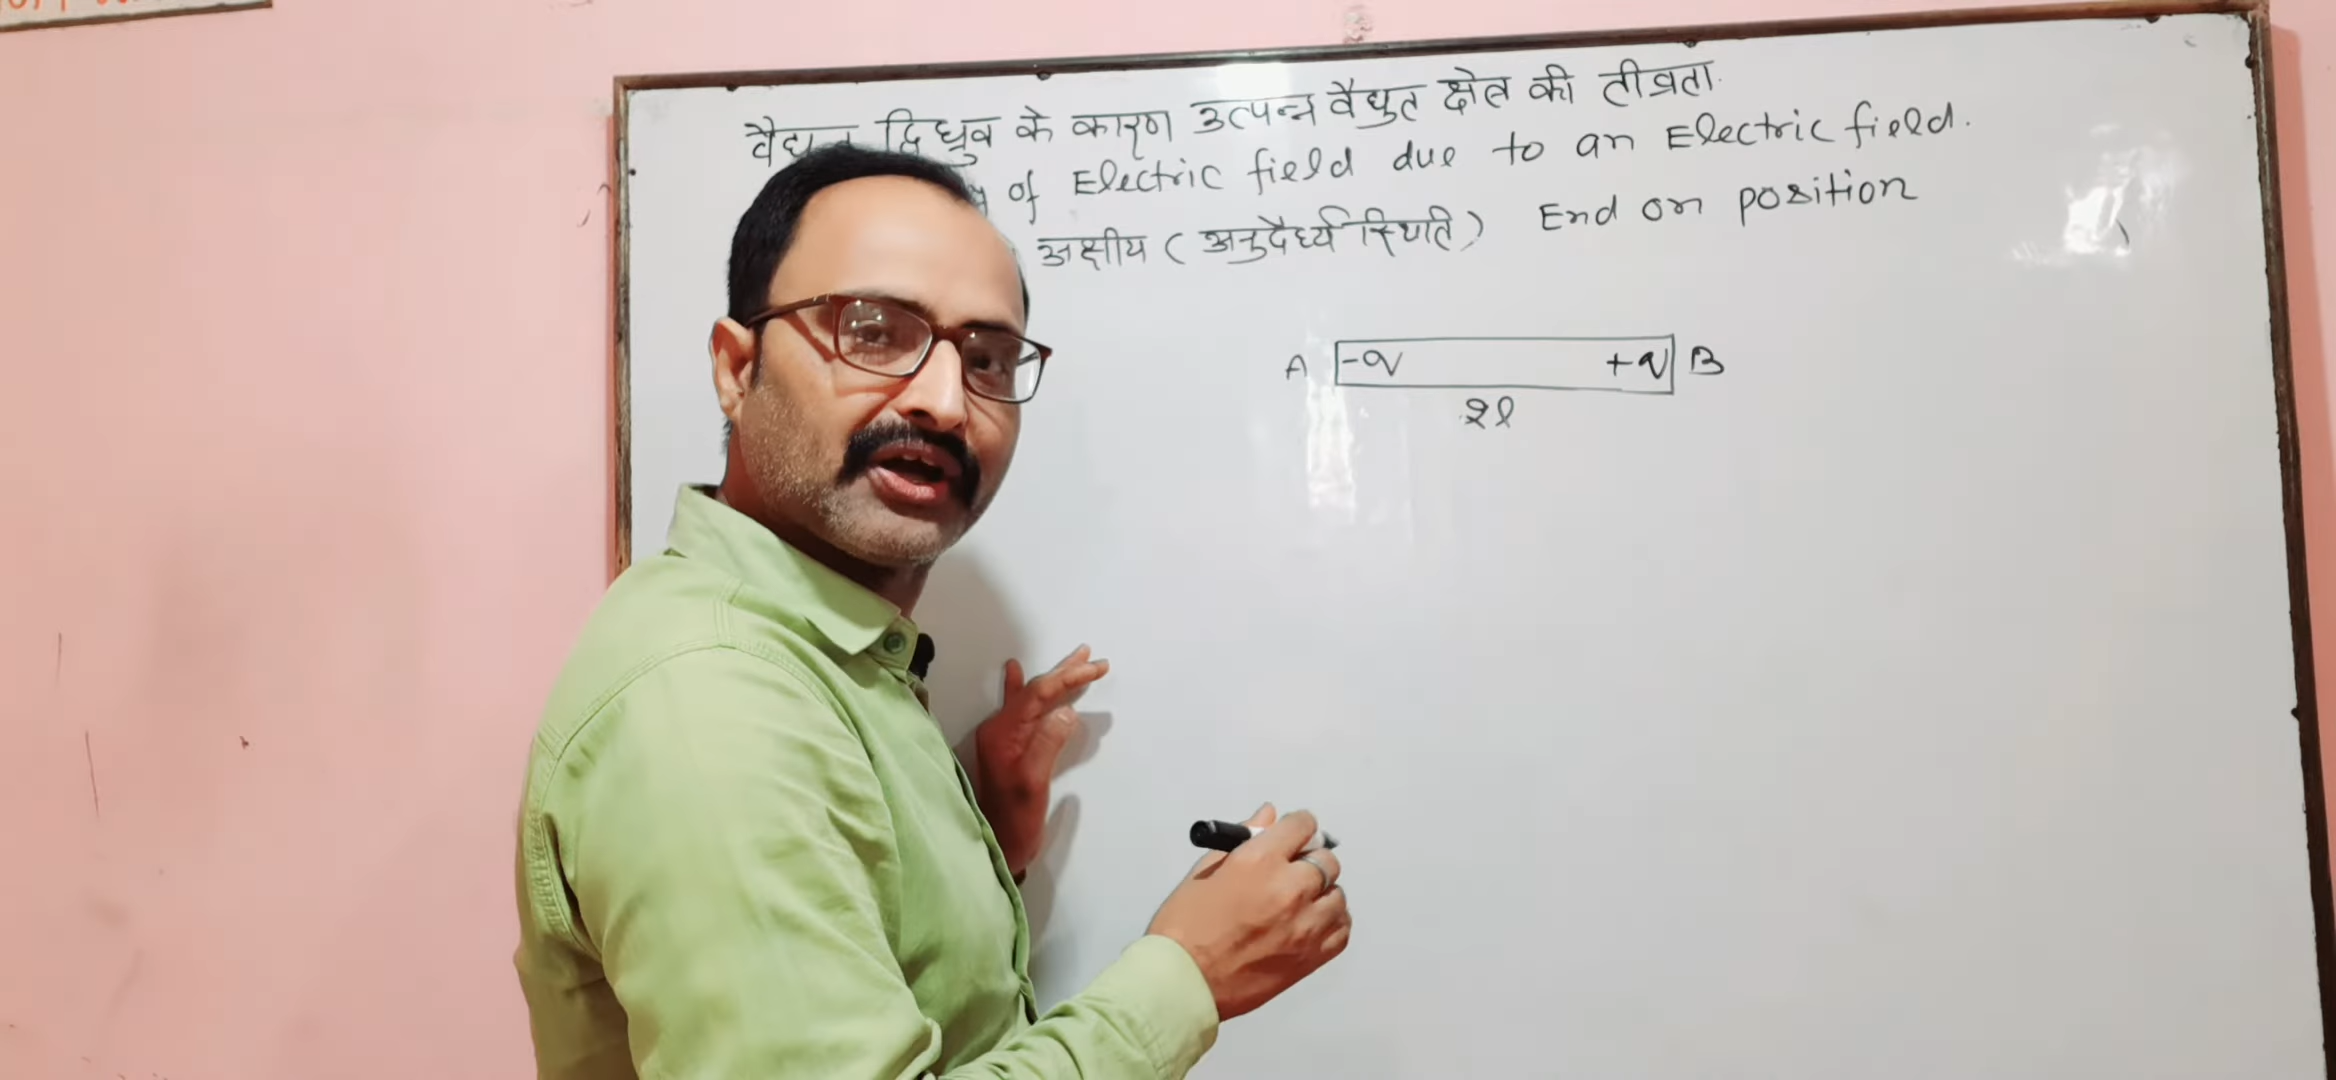 वैद्युत द्विध्रुव के कारण उत्पन्न वैद्युत क्षेत्र की तीव्रता.
of Electric field due to an Electric field.
अक्षीय ( अनुदैर्ध्य स्थिति ) End on position
A -q +q B
2l